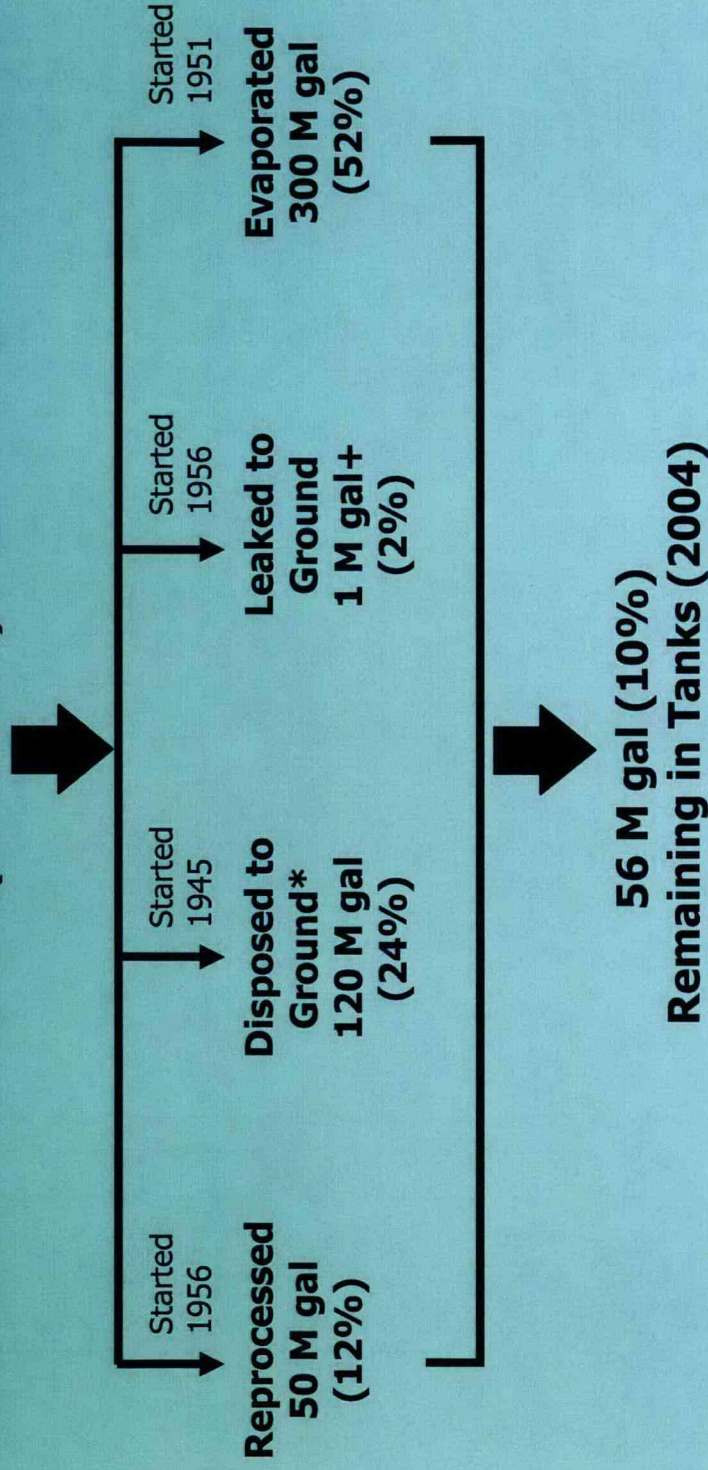 Started
1956
Reprocessed
50 M gal
(12%)
Started
1945
Disposed to
Ground*
120 M gal
(24%)
Started
1956
Leaked to
Ground
1 M gal+
(2%)
Started
1951
Evaporated
300 M gal
(52%)
56 M gal (10%)
Remaining in Tanks (2004)